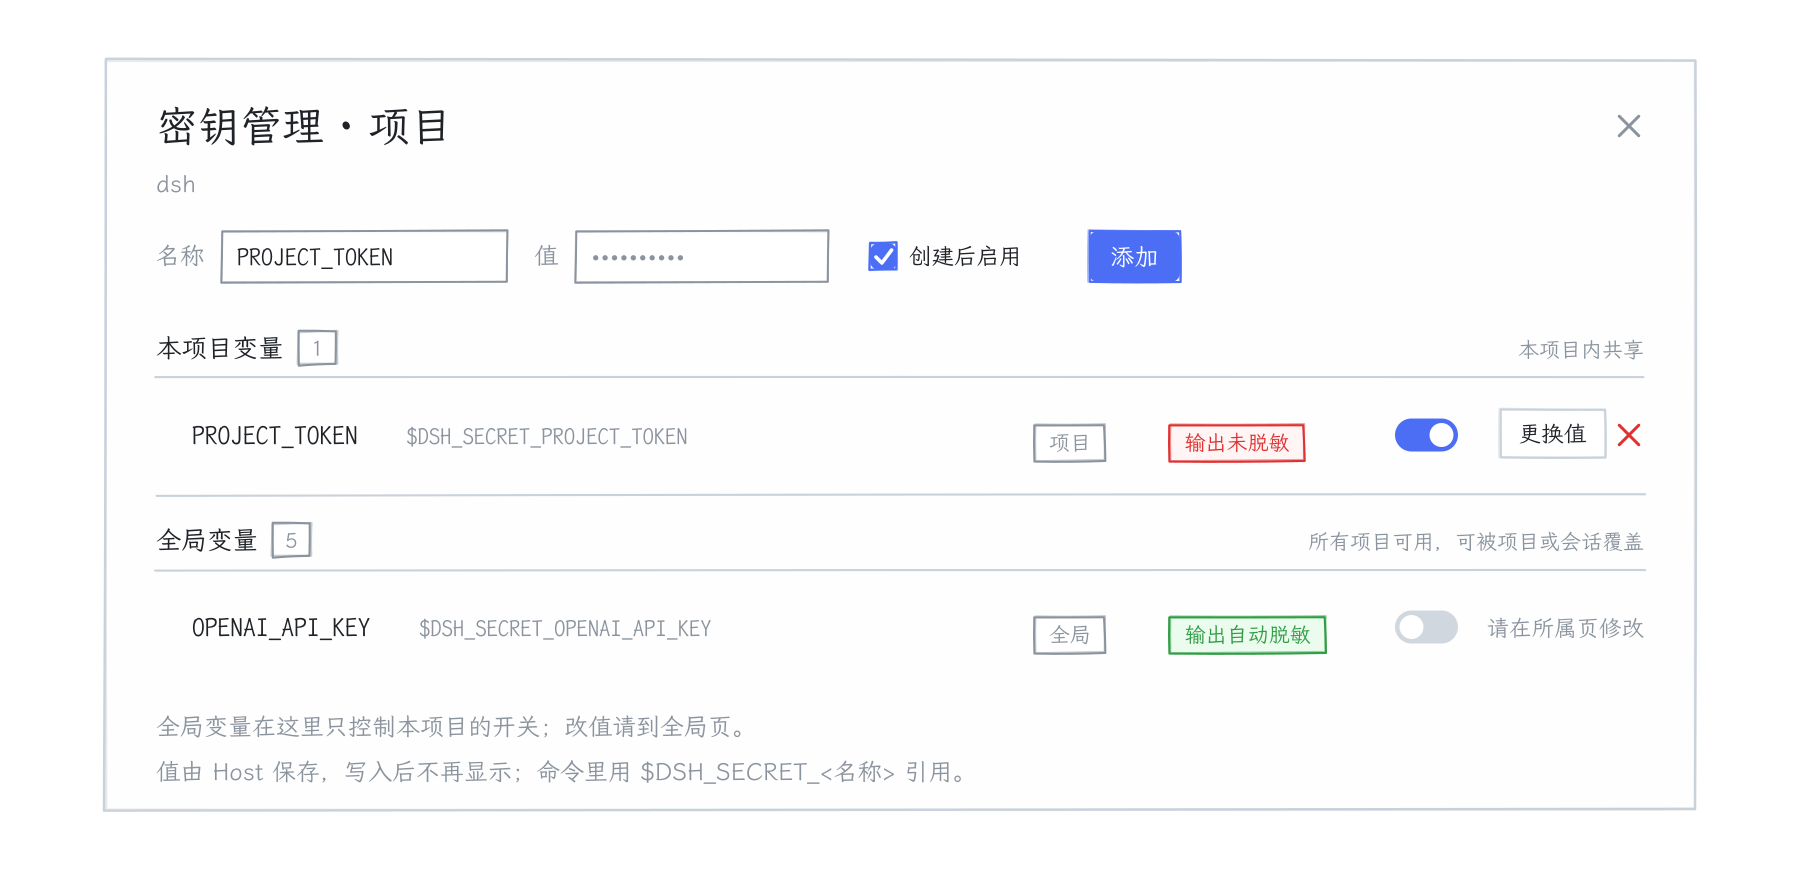 密钥管理・项目
dsh
名称 PROJECT_TOKEN 值 •••••••••• 创建后启用 添加
本项目变量 1 本项目内共享
PROJECT_TOKEN $DSH_SECRET_PROJECT_TOKEN 项目 输出未脱敏 更换值
全局变量 5 所有项目可用，可被项目或会话覆盖
OPENAI_API_KEY $DSH_SECRET_OPENAI_API_KEY 全局 输出自动脱敏 请在所属页修改
全局变量在这里只控制本项目的开关；改值请到全局页。
值由 Host 保存，写入后不再显示；命令里用 $DSH_SECRET_<名称> 引用。